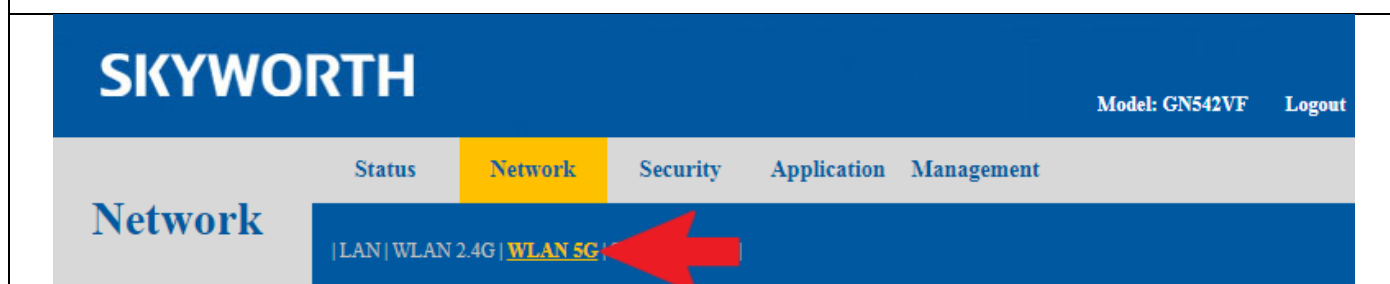 SKYWORTH
Model: GN542VF Logout
Status Network Security Application Management
Network
| LAN | WLAN 2.4G | WLAN 5G |